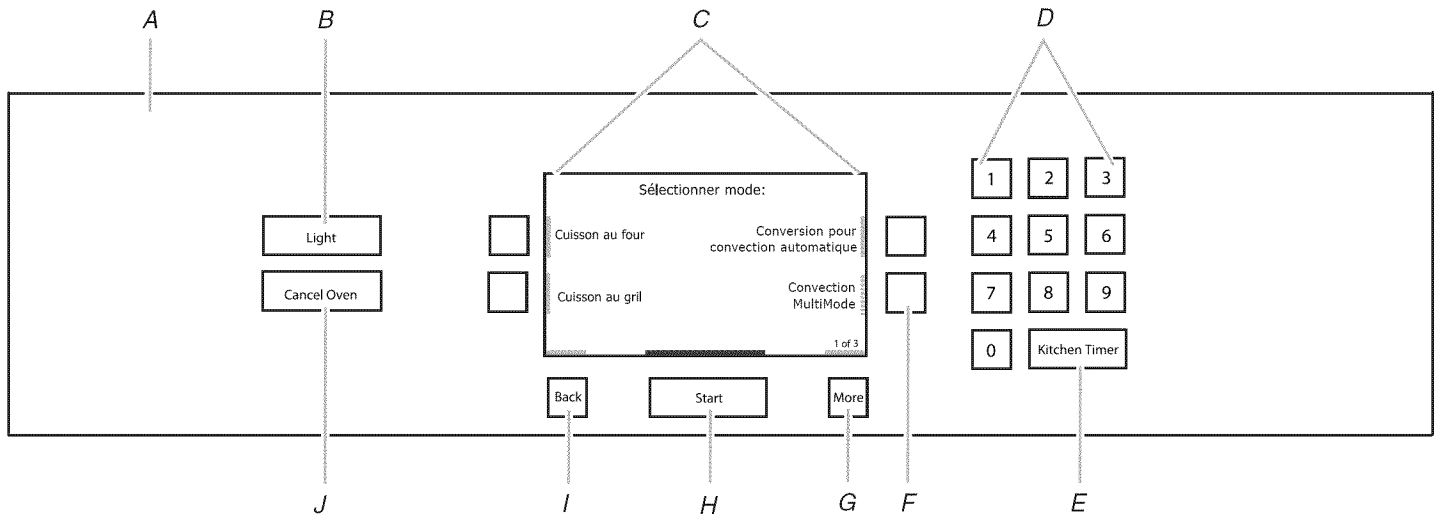 A
B
C
D
Sélectionner mode:
1
2
3
Light
Cuisson au four
Conversion pour
convection automatique
4
5
6
Cancel Oven
Cuisson au gril
Convection
MultiMode
7
8
9
1 of 3
0
Kitchen Timer
Back
Start
More
J
I
H
G
F
E